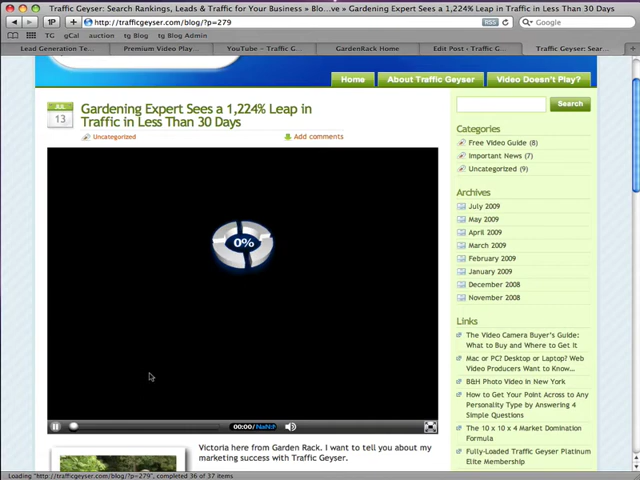 Traffic Geyser: Search Rankings, Leads & Traffic for Your Business » Blo...ve » Gardening Expert Sees a 1,224% Leap in Traffic in Less Than 30 Days
1P
http://trafficgeyser.com/blog/?p=279
RSS
Google
Lead Generation Te...
Premium Video Play...
YouTube – Traffic G...
GardenRack Home
Edit Post ‹ Traffic G...
Traffic Geyser: Sear...
TG
gCal
autun
tg Blog
tg Blog Admin
Home
About Traffic Geyser
Video Doesn't Play?
JUL
13
Gardening Expert Sees a 1,224% Leap in
Traffic in Less Than 30 Days
Uncategorized
Add comments
0%
00:00/NaN:
Victoria here from Garden Rack. I want to tell you about my
marketing success with Traffic Geyser.
Search
Categories
Free Video Guide (8)
Important News (7)
Uncategorized (9)
Archives
July 2009
May 2009
April 2009
March 2009
February 2009
January 2009
December 2008
November 2008
Links
The Video Camera Buyer's Guide:
What to Buy and Where to Get It
Mac or PC? Desktop or Laptop? Web
Video Producers Want to Know...
B&H Photo Video in New York
How to Get Your Point Across to Any
Personality Type by Answering 4
Simple Questions
The 10 x 10 x 4 Market Domination
Formula
Fully-Loaded Traffic Geyser Platinum
Elite Membership
Loading "http://trafficgeyser.com/blog/?p=279", completed 36 of 37 items